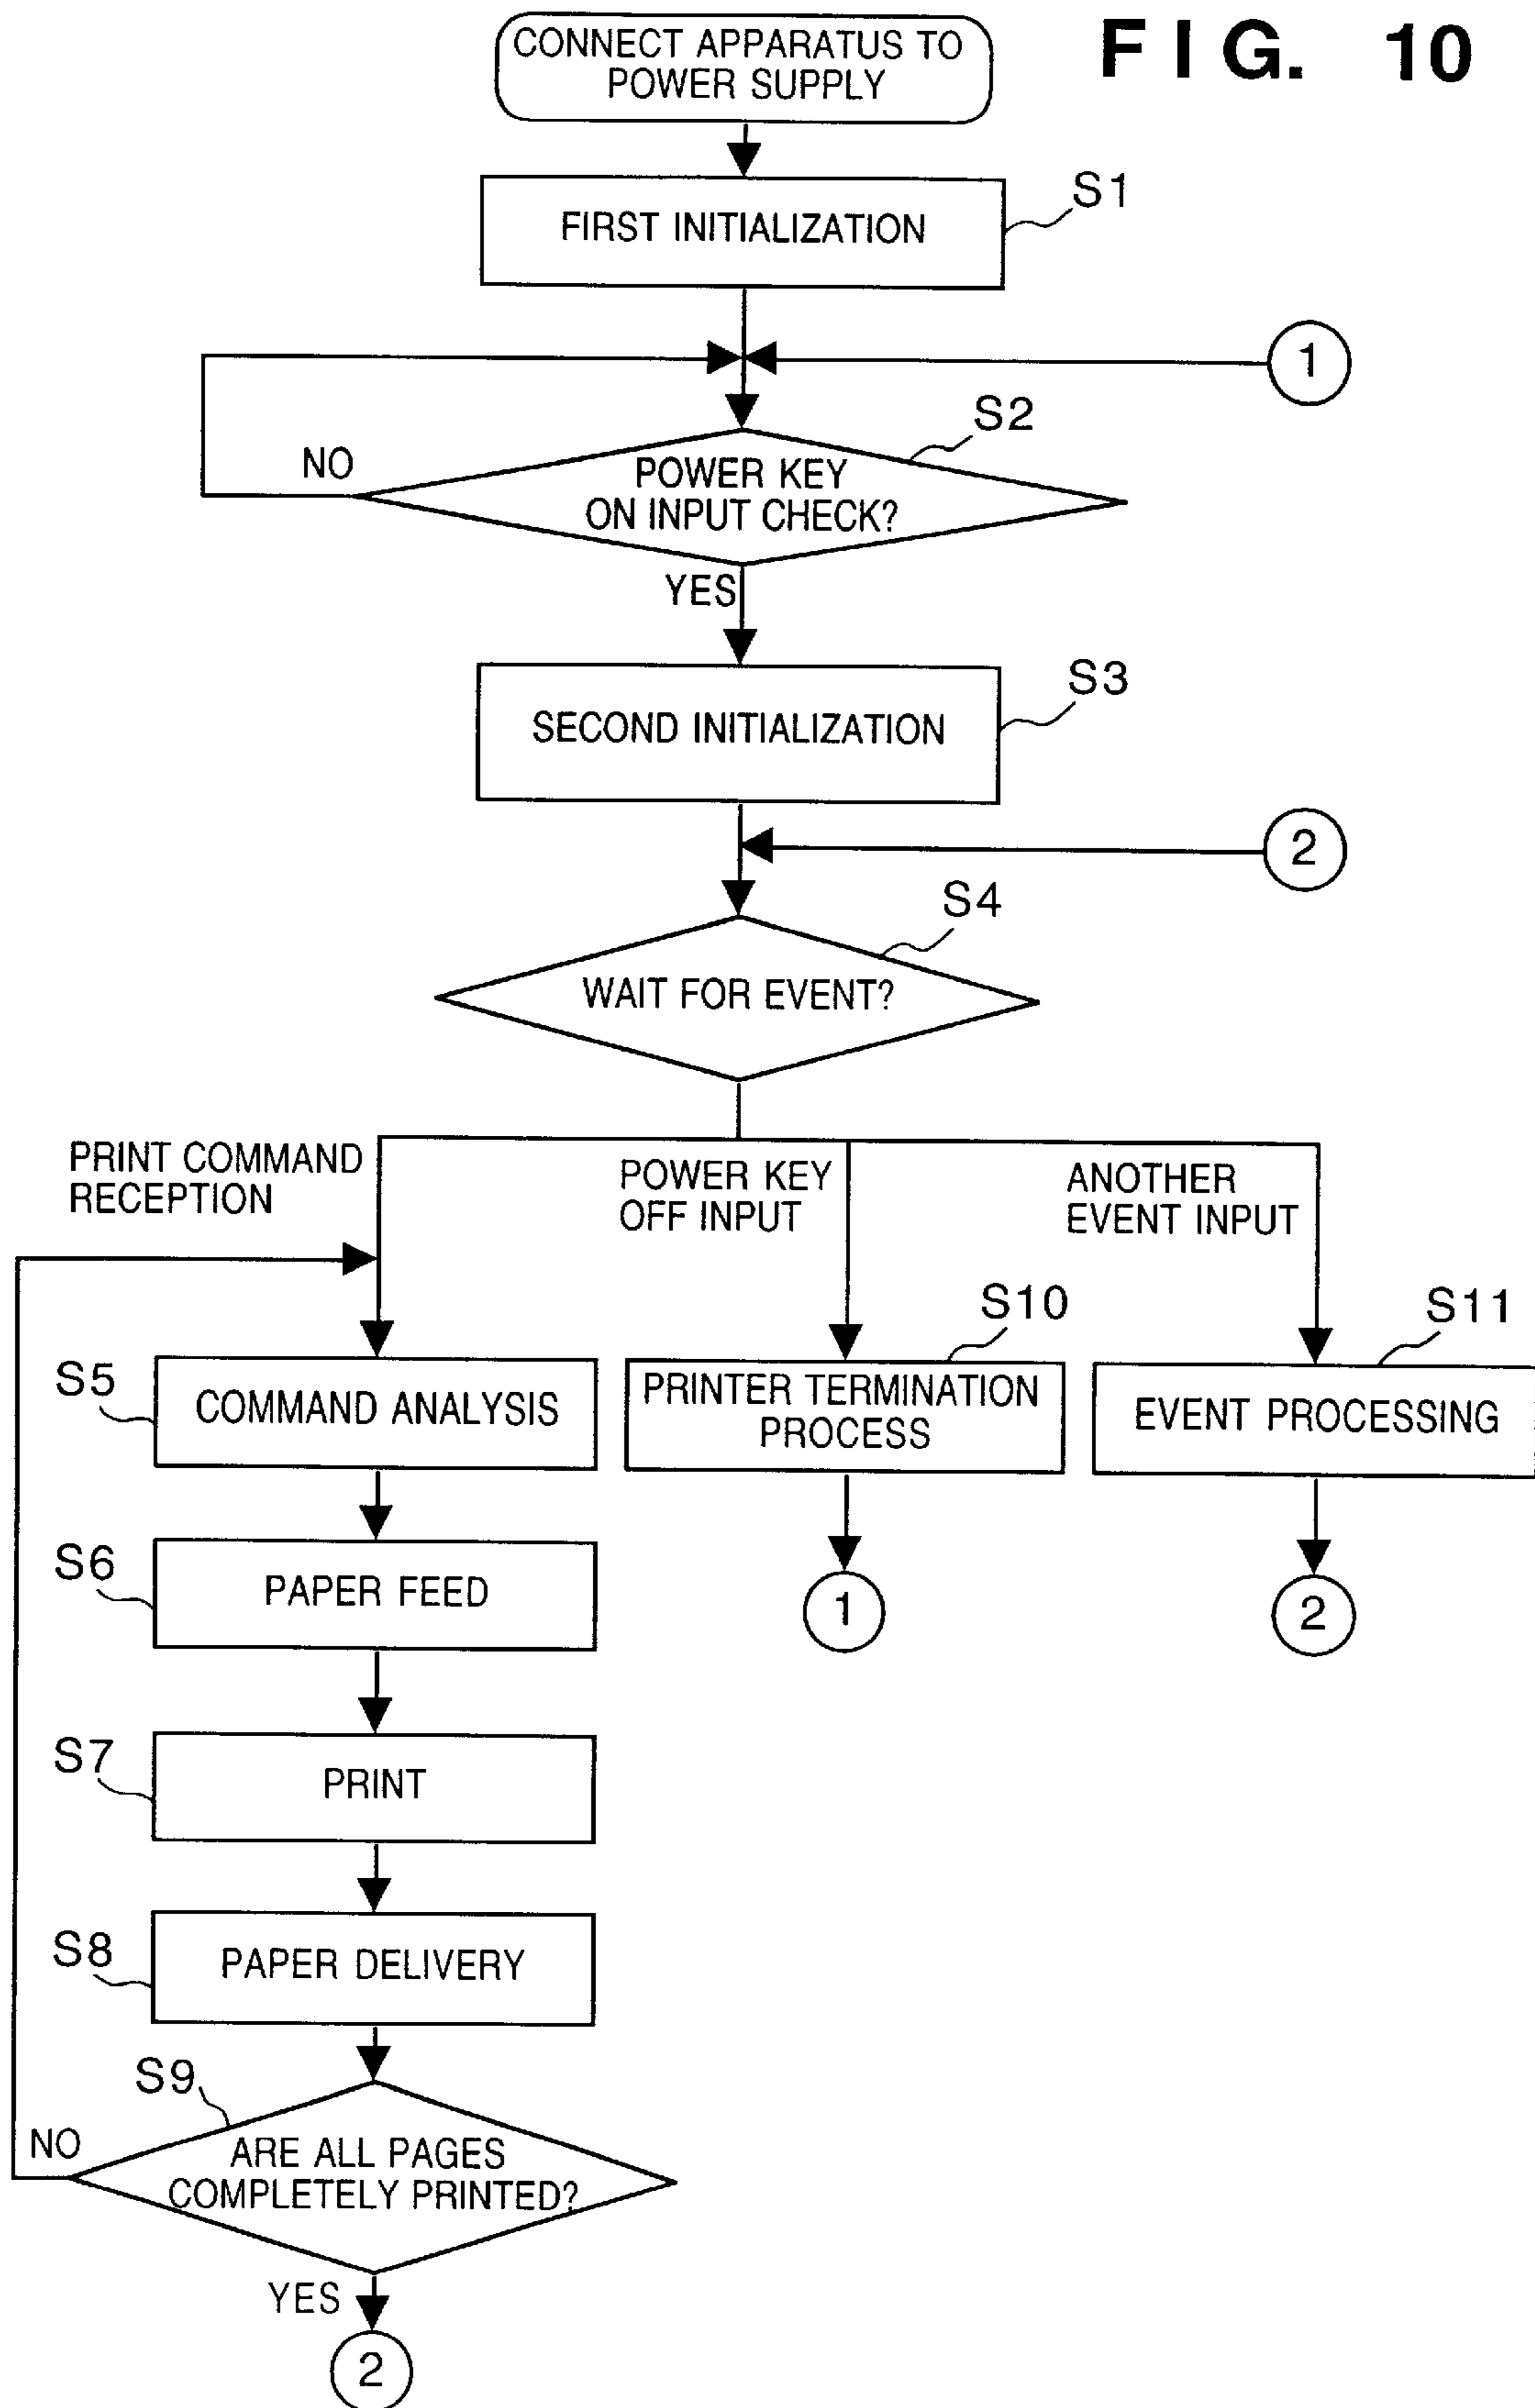 FIG. 10
CONNECT APPARATUS TO
POWER SUPPLY
S1
FIRST INITIALIZATION
1
S2
NO
POWER KEY
ON INPUT CHECK?
YES
S3
SECOND INITIALIZATION
2
S4
WAIT FOR EVENT?
PRINT COMMAND
RECEPTION
POWER KEY
OFF INPUT
ANOTHER
EVENT INPUT
S5
COMMAND ANALYSIS
S10
PRINTER TERMINATION
PROCESS
S11
EVENT PROCESSING
1
2
S6
PAPER FEED
S7
PRINT
S8
PAPER DELIVERY
S9
NO
ARE ALL PAGES
COMPLETELY PRINTED?
YES
2